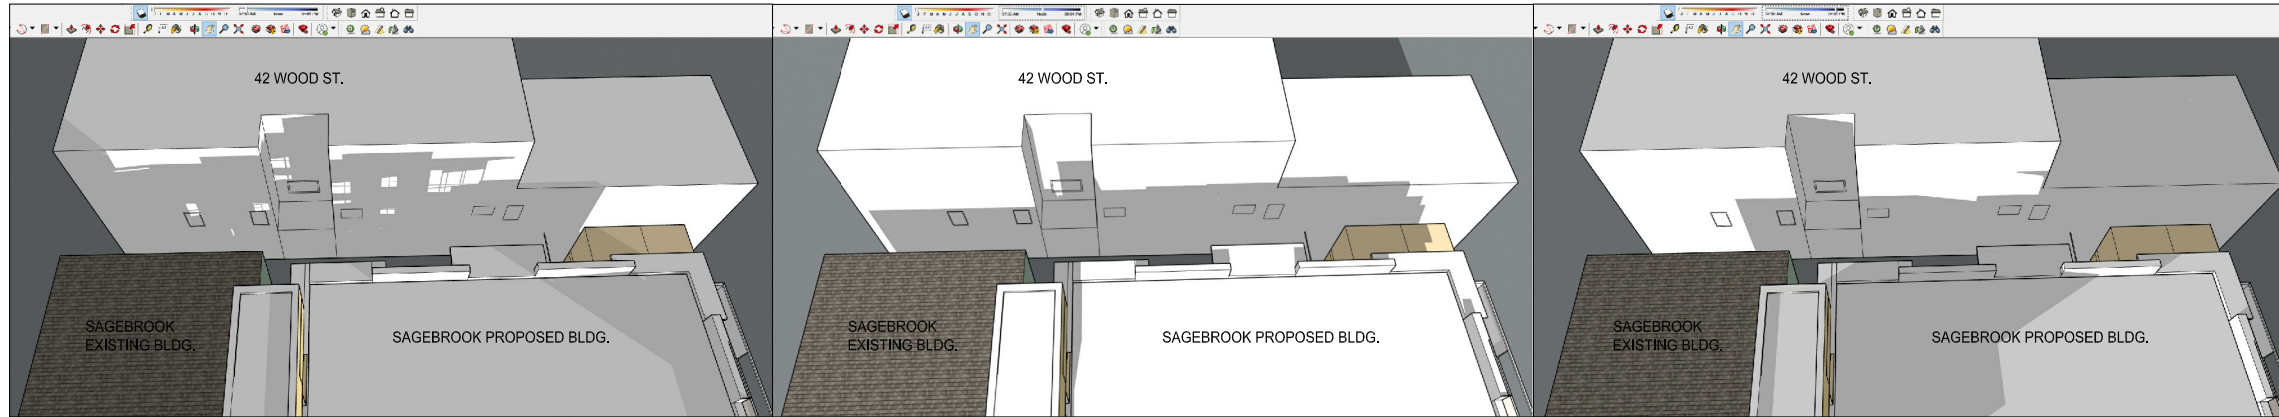 42 WOOD ST.
SAGEBROOK
EXISTING BLDG.
SAGEBROOK PROPOSED BLDG.
J F M A M J J A S O N D
Noon
42 WOOD ST.
SAGEBROOK
EXISTING BLDG.
SAGEBROOK PROPOSED BLDG.
42 WOOD ST.
SAGEBROOK
EXISTING BLDG.
SAGEBROOK PROPOSED BLDG.